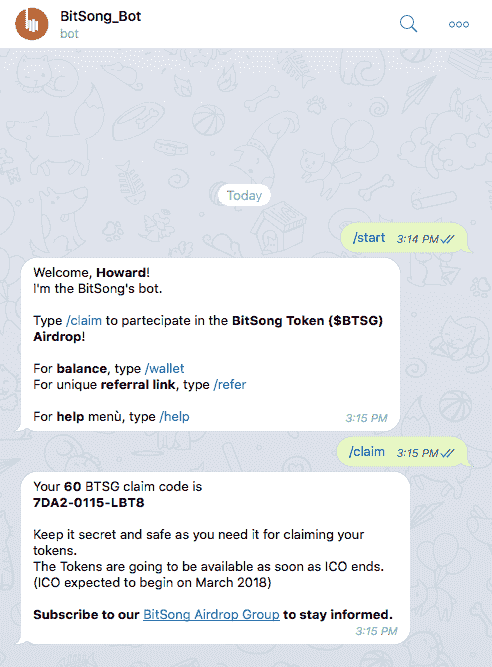 BitSong_Bot
bot
Today
/start 3:14 PM
Welcome, Howard!
I'm the BitSong's bot.
Type /claim to partecipate in the BitSong Token ($BTSG)
Airdrop!
For balance, type /wallet
For unique referral link, type /refer
For help menù, type /help
3:15 PM
/claim 3:15 PM
Your 60 BTSG claim code is
7DA2-0115-LBT8
Keep it secret and safe as you need it for claiming your
tokens.
The Tokens are going to be available as soon as ICO ends.
(ICO expected to begin on March 2018)
Subscribe to our BitSong Airdrop Group to stay informed.
3:15 PM